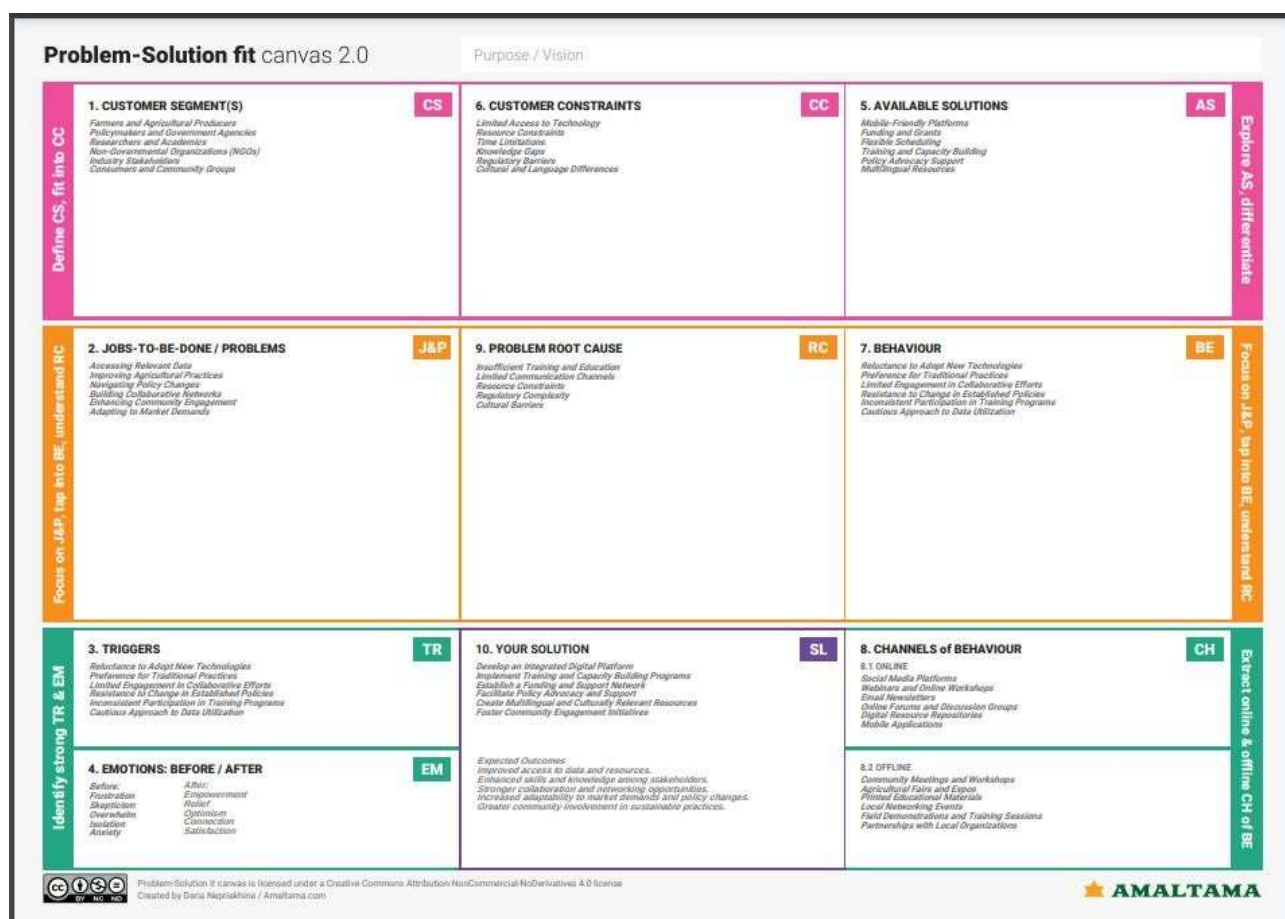 Problem-Solution fit canvas 2.0
Purpose / Vision
Define CS, fit into CC
1. CUSTOMER SEGMENT(S)
CS
Farmers and Agricultural Producers
Policymakers and Government Agencies
Researchers and Academics
Non-Governmental Organizations (NGOs)
Industry Stakeholders
Consumers and Community Groups
6. CUSTOMER CONSTRAINTS
CC
Limited Access to Technology
Resource Constraints
Time Limitations
Knowledge Gaps
Regulatory Barriers
Cultural and Language Differences
5. AVAILABLE SOLUTIONS
AS
Mobile-Friendly Platforms
Funding and Grants
Flexible Scheduling
Training and Capacity Building
Policy Advocacy Support
Multilingual Resources
Explore AS, differentiate
Focus on J&P, tap into BE, understand RC
2. JOBS-TO-BE-DONE / PROBLEMS
J&P
Accessing Relevant Data
Improving Agricultural Practices
Navigating Policy Changes
Building Collaborative Networks
Enhancing Community Engagement
Adapting to Market Demands
9. PROBLEM ROOT CAUSE
RC
Insufficient Training and Education
Limited Communication Channels
Resource Constraints
Regulatory Complexity
Cultural Barriers
7. BEHAVIOUR
BE
Reluctance to Adopt New Technologies
Preference for Traditional Practices
Limited Engagement in Collaborative Efforts
Resistance to Change in Established Policies
Inconsistent Participation in Training Programs
Cautious Approach to Data Utilization
Focus on J&P, tap into BE, understand RC
Identify strong TR & EM
3. TRIGGERS
TR
Reluctance to Adopt New Technologies
Preference for Traditional Practices
Limited Engagement in Collaborative Efforts
Resistance to Change in Established Policies
Inconsistent Participation in Training Programs
Cautious Approach to Data Utilization
4. EMOTIONS: BEFORE / AFTER
EM
Before:
Frustration
Skepticism
Overwhelm
Isolation
Anxiety
After:
Empowerment
Relief
Optimism
Connection
Satisfaction
10. YOUR SOLUTION
SL
Develop an Integrated Digital Platform
Implement Training and Capacity Building Programs
Establish a Funding and Support Network
Facilitate Policy Advocacy and Support
Create Multilingual and Culturally Relevant Resources
Foster Community Engagement Initiatives
Expected Outcomes
Improved access to data and resources.
Enhanced skills and knowledge among stakeholders.
Stronger collaboration and networking opportunities.
Increased adaptability to market demands and policy changes.
Greater community involvement in sustainable practices.
8. CHANNELS of BEHAVIOUR
CH
8.1 ONLINE
Social Media Platforms
Webinars and Online Workshops
Email Newsletters
Online Forums and Discussion Groups
Digital Resource Repositories
Mobile Applications
8.2 OFFLINE
Community Meetings and Workshops
Agricultural Fairs and Expos
Printed Educational Materials
Local Networking Events
Field Demonstrations and Training Sessions
Partnerships with Local Organizations
Extract online & offline CH of BE
cc BY NC ND
Problem-Solution fit canvas is licensed under a Creative Commons Attribution-NonCommercial-NoDerivatives 4.0 license
Created by Daria Nepriakhina / Amaltama.com
AMALTAMA